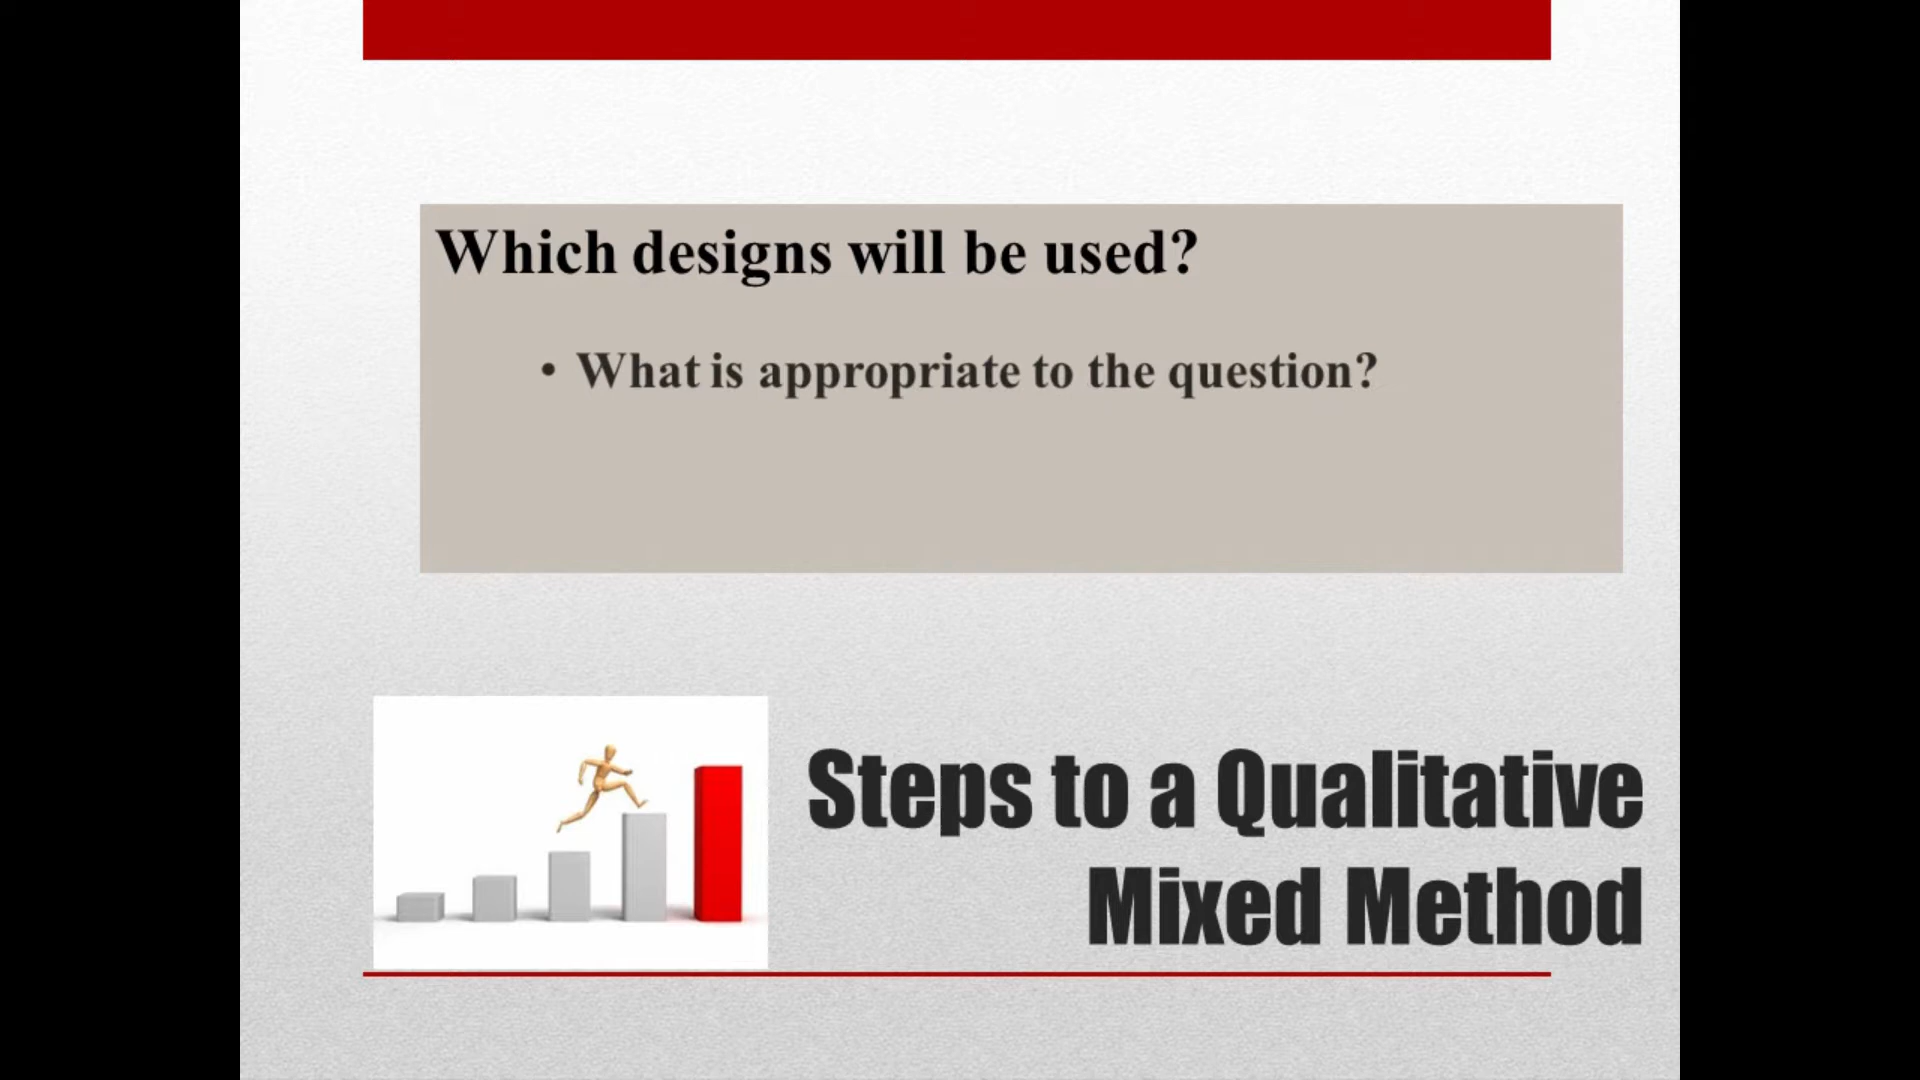 Which designs will be used?
• What is appropriate to the question?
Steps to a Qualitative
Mixed Method